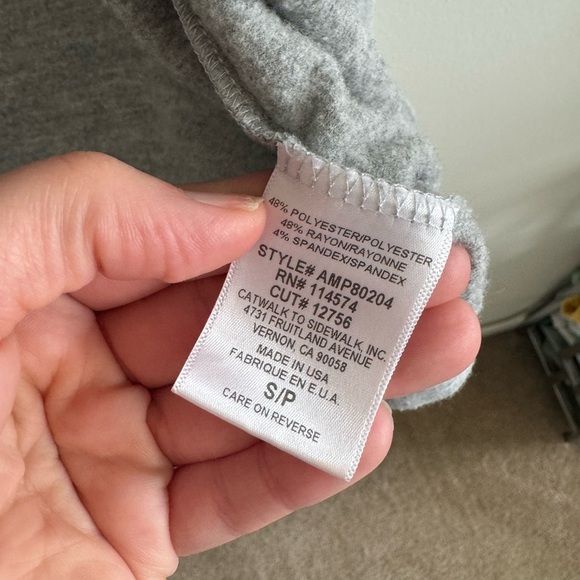 48% POLYESTER/POLYESTER
48% RAYON/RAYONNE
4% SPANDEX/SPANDEX
STYLE# AMP80204
RN# 114574
CUT# 12756
CATWALK TO SIDEWALK, INC.
4731 FRUITLAND AVENUE
VERNON, CA 90058
MADE IN USA
FABRIQUE EN E.U.A.
S/P
CARE ON REVERSE